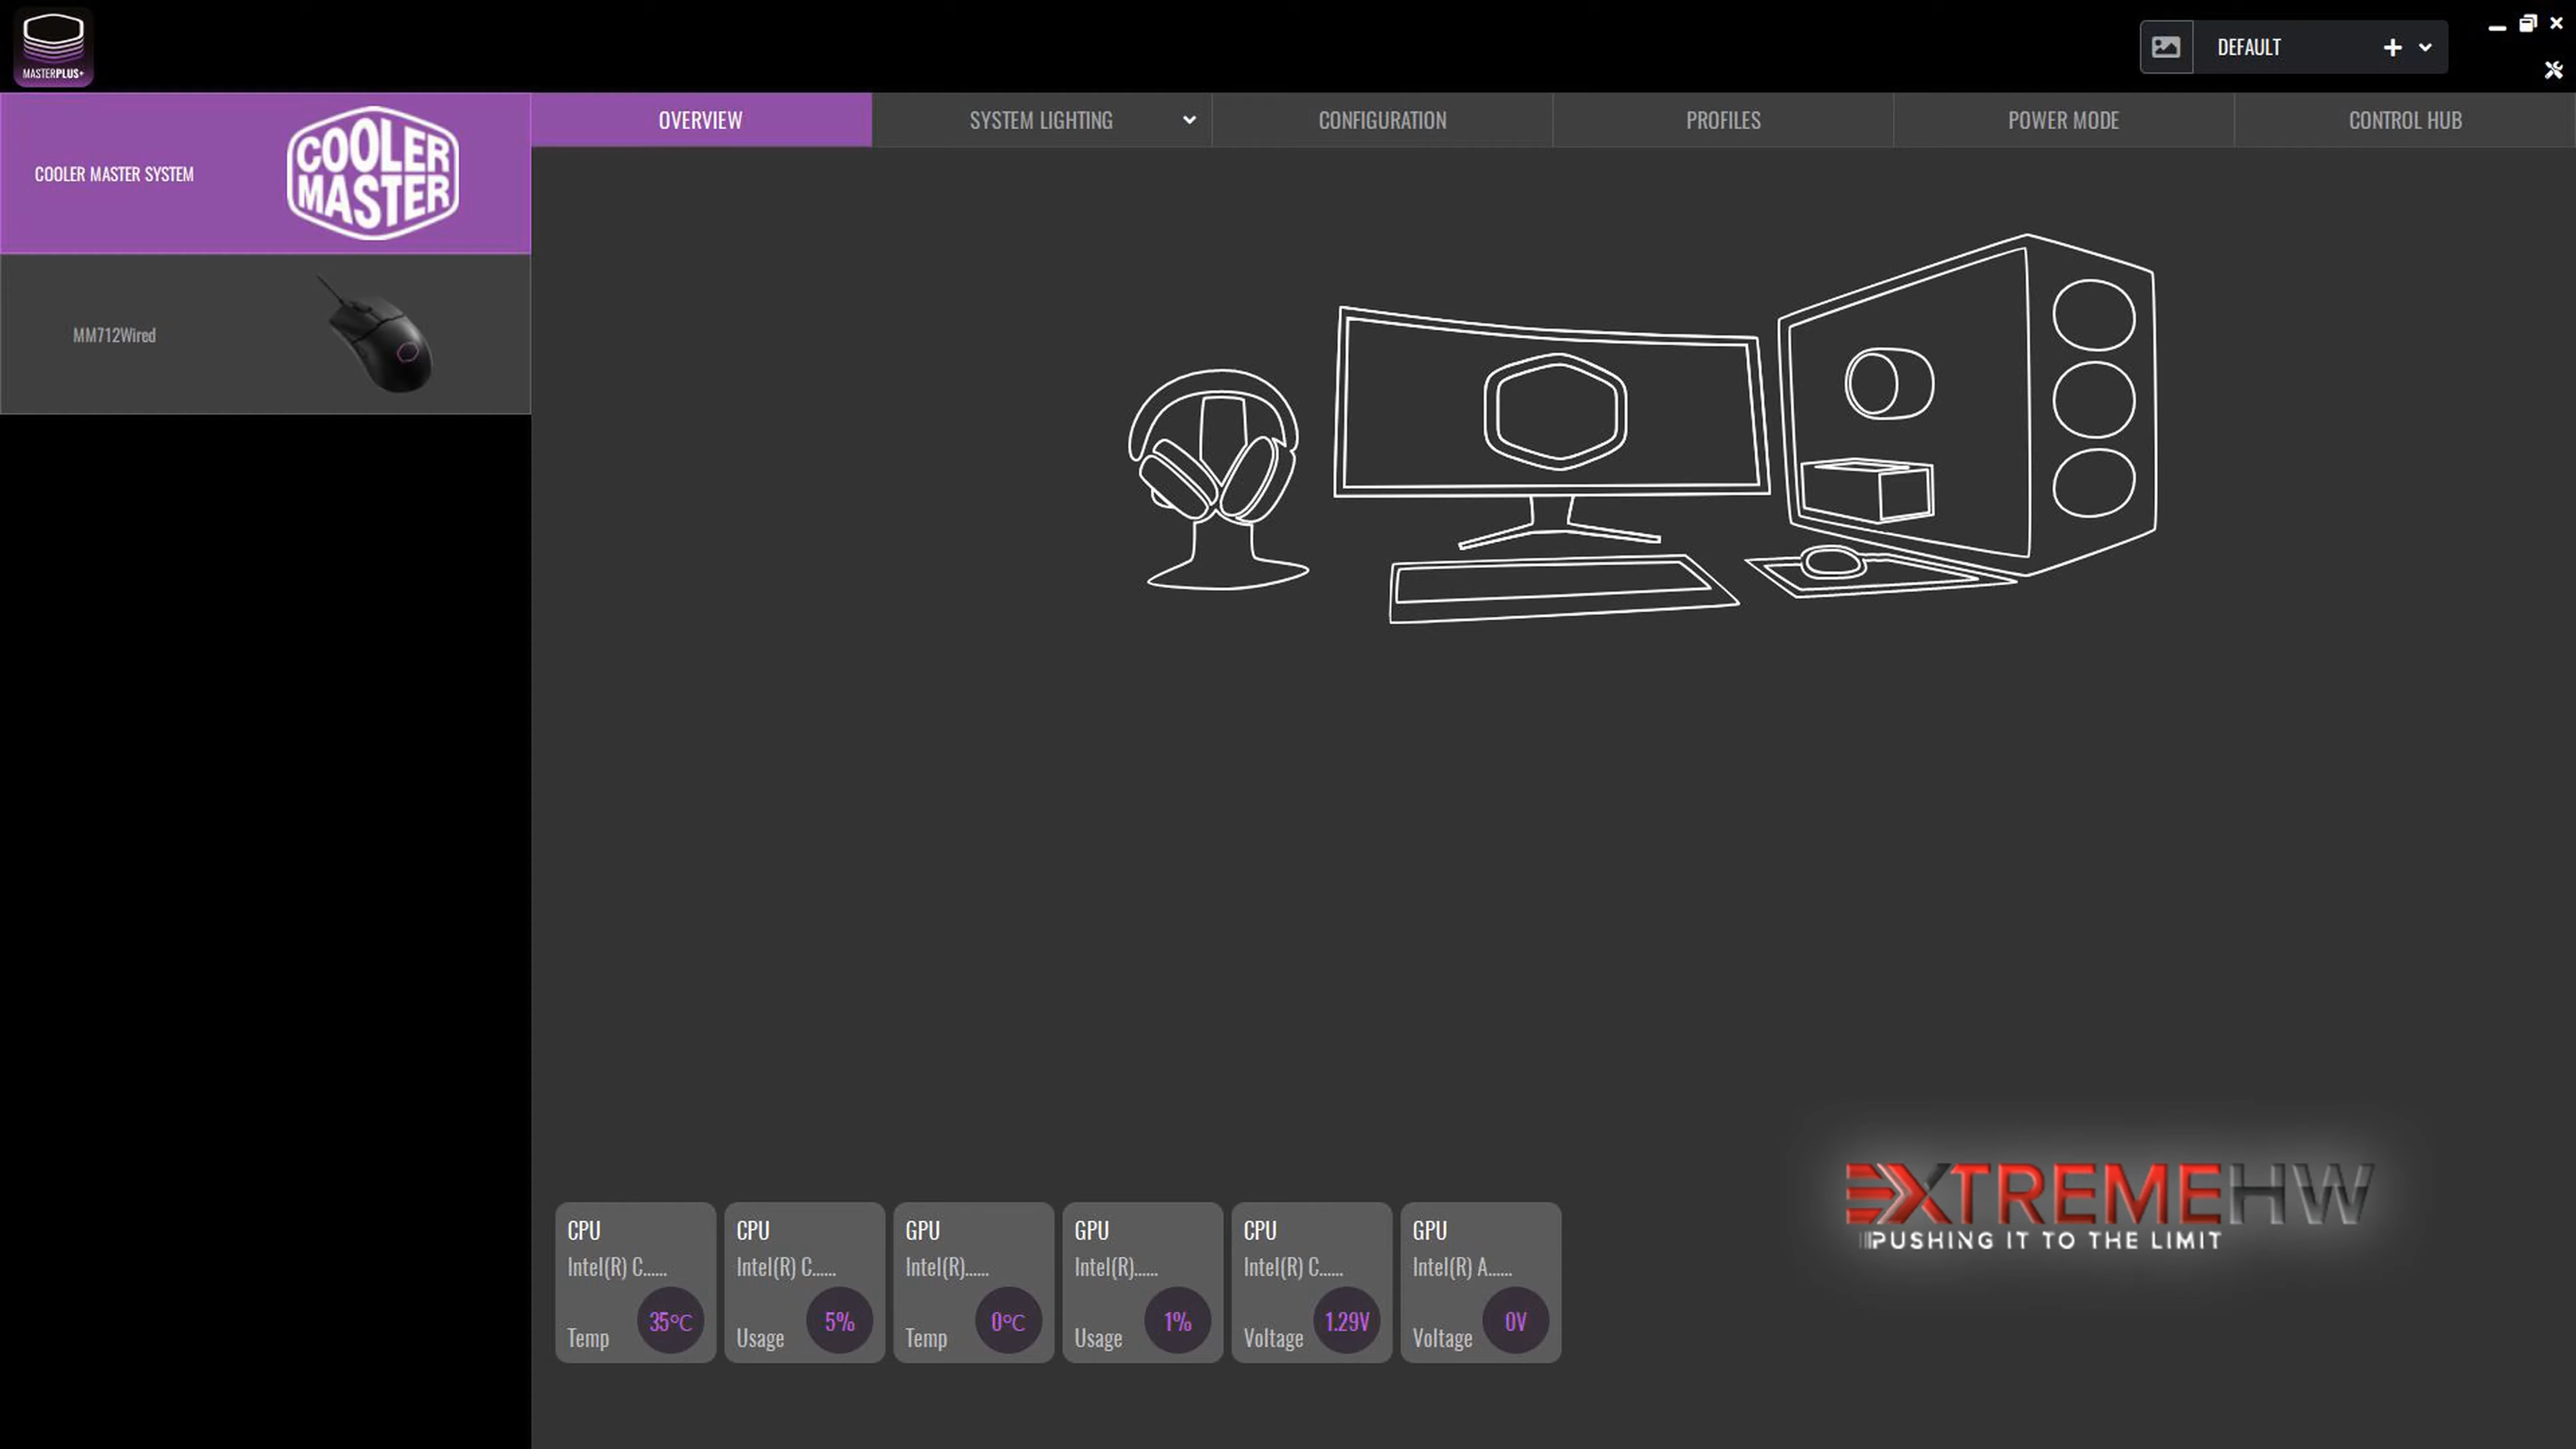 MASTERPLUS+
DEFAULT
COOLER MASTER SYSTEM
COOLER
MASTER
OVERVIEW
SYSTEM LIGHTING
CONFIGURATION
PROFILES
POWER MODE
CONTROL HUB
MM712Wired
CPU
Intel(R) C......
Temp
35°C
CPU
Intel(R) C......
Usage
5%
GPU
Intel(R)......
Temp
0°C
GPU
Intel(R)......
Usage
1%
CPU
Intel(R) C......
Voltage
1.29V
GPU
Intel(R) A......
Voltage
0V
EXTREMEHW
PUSHING IT TO THE LIMIT